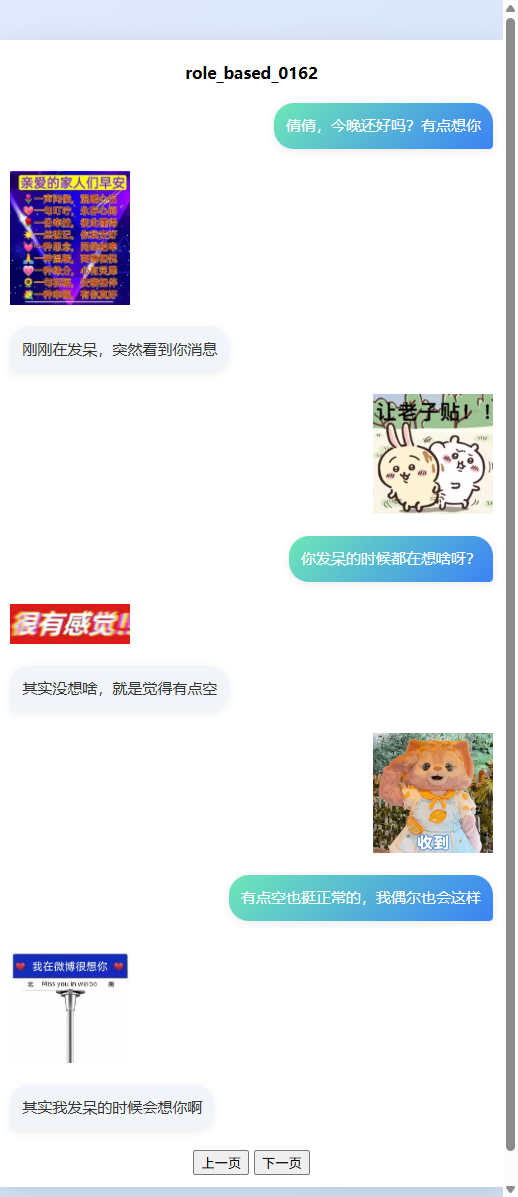 role_based_0162
倩倩，今晚还好吗？有点想你
亲爱的家人们早安
刚刚在发呆，突然看到你消息
让老子贴！！
你发呆的时候都在想啥呀？
很有感觉!!
其实没想啥，就是觉得有点空
收到
有点空也挺正常的，我偶尔也会这样
我在微博很想你
北 Miss you in weibo 南
其实我发呆的时候会想你啊
上一页 下一页